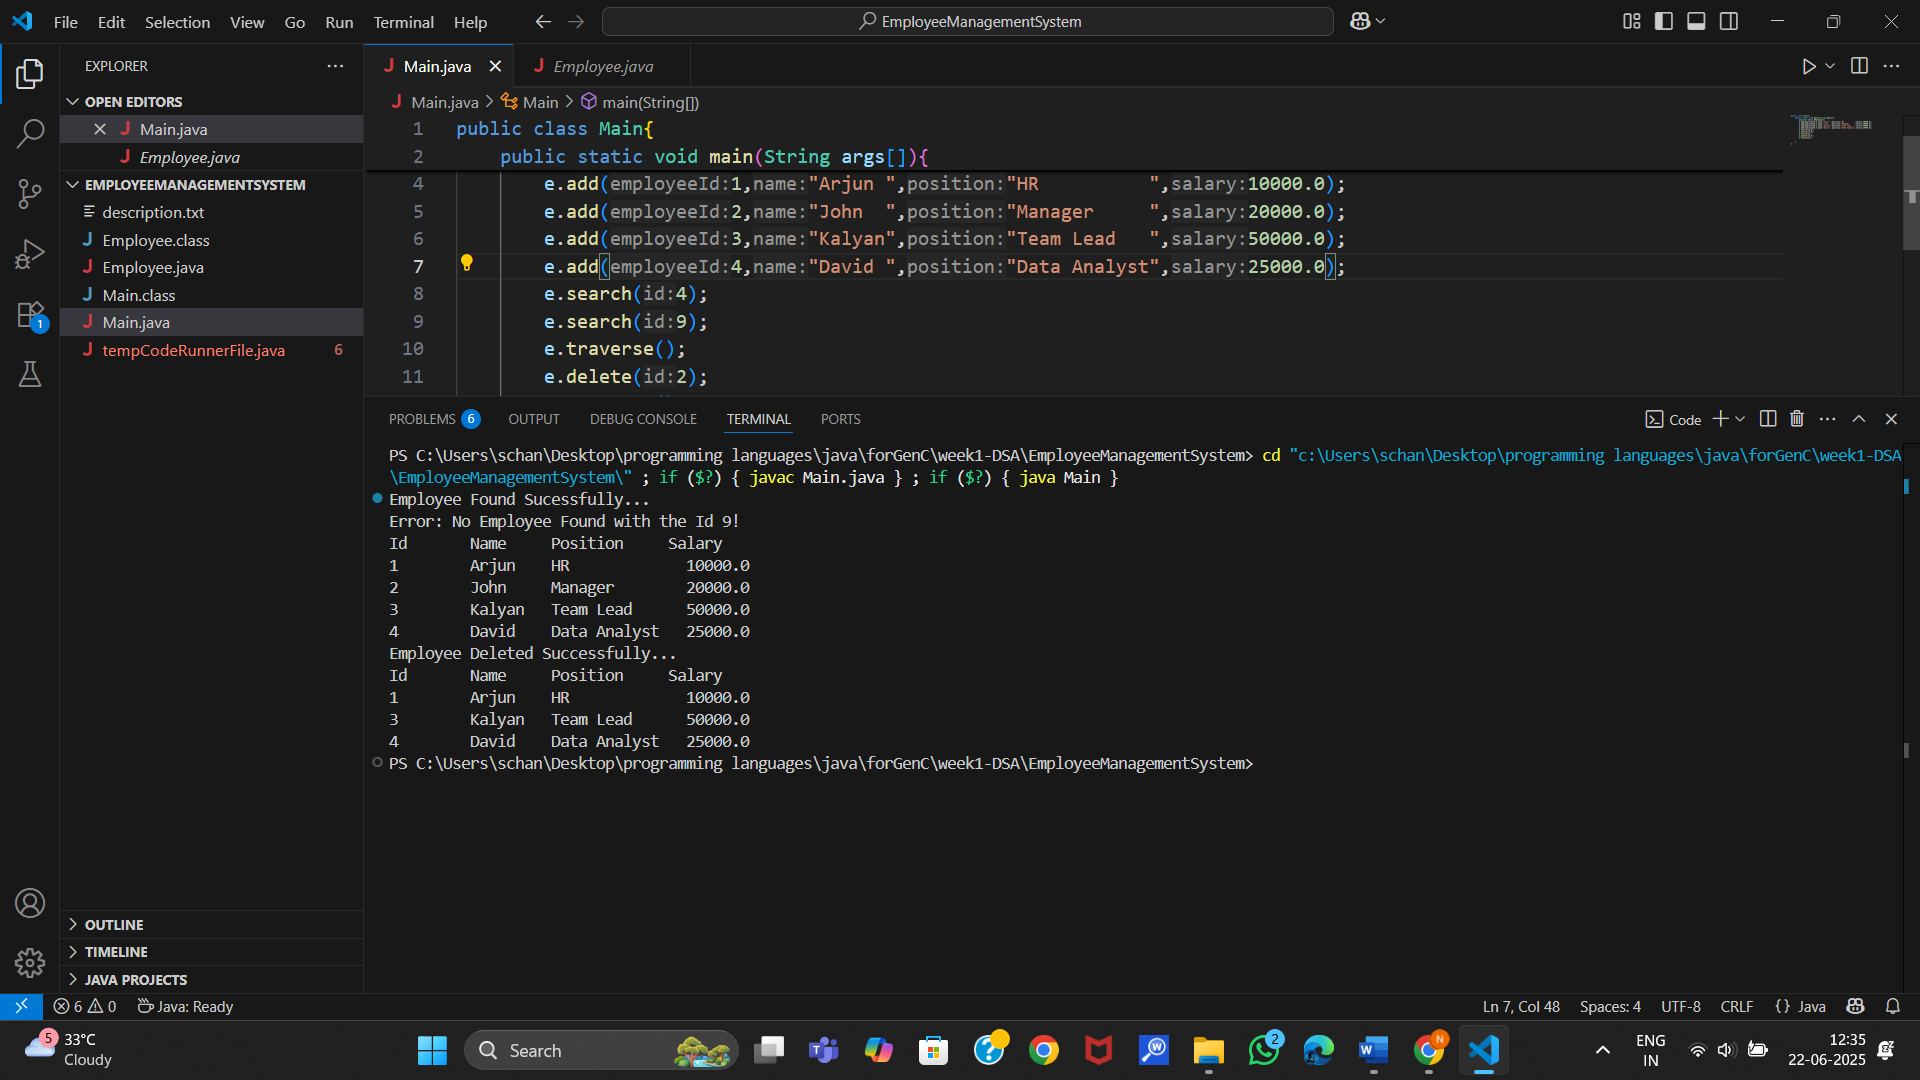 File Edit Selection View Go Run Terminal Help
EmployeeManagementSystem
EXPLORER
OPEN EDITORS
Main.java
Employee.java
EMPLOYEEMANAGEMENTSYSTEM
description.txt
Employee.class
Employee.java
Main.class
Main.java
tempCodeRunnerFile.java 6
1
OUTLINE
TIMELINE
JAVA PROJECTS
Main.java Employee.java
Main.java > Main > main(String[])
1 public class Main{
2 public static void main(String args[]){
4 e.add(employeeId:1,name:"Arjun ",position:"HR          ",salary:10000.0);
5 e.add(employeeId:2,name:"John  ",position:"Manager     ",salary:20000.0);
6 e.add(employeeId:3,name:"Kalyan",position:"Team Lead   ",salary:50000.0);
7 e.add(employeeId:4,name:"David ",position:"Data Analyst",salary:25000.0);
8 e.search(id:4);
9 e.search(id:9);
10 e.traverse();
11 e.delete(id:2);
PROBLEMS 6 OUTPUT DEBUG CONSOLE TERMINAL PORTS
Code
PS C:\Users\schan\Desktop\programming languages\java\forGenC\week1-DSA\EmployeeManagementSystem> cd "c:\Users\schan\Desktop\programming languages\java\forGenC\week1-DSA
\EmployeeManagementSystem\" ; if ($?) { javac Main.java } ; if ($?) { java Main }
Employee Found Sucessfully...
Error: No Employee Found with the Id 9!
Id Name Position Salary
1 Arjun HR 10000.0
2 John Manager 20000.0
3 Kalyan Team Lead 50000.0
4 David Data Analyst 25000.0
Employee Deleted Successfully...
Id Name Position Salary
1 Arjun HR 10000.0
3 Kalyan Team Lead 50000.0
4 David Data Analyst 25000.0
PS C:\Users\schan\Desktop\programming languages\java\forGenC\week1-DSA\EmployeeManagementSystem>
6 0 Java: Ready
Ln 7, Col 48 Spaces: 4 UTF-8 CRLF {} Java
5
33°C
Cloudy
Search
2
N
ENG
IN
12:35
22-06-2025